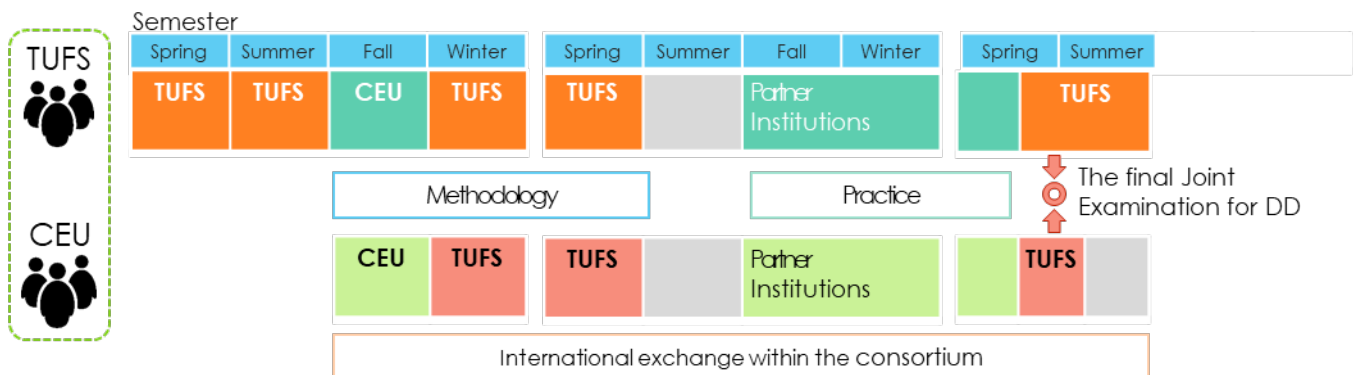 Semester
TUFS
Spring Summer Fall Winter Spring Summer Fall Winter Spring Summer
TUFS TUFS CEU TUFS TUFS Partner TUFS
Institutions
Methodology Practice
The final Joint
Examination for DD
CEU
CEU TUFS TUFS Partner TUFS
Institutions
International exchange within the consortium